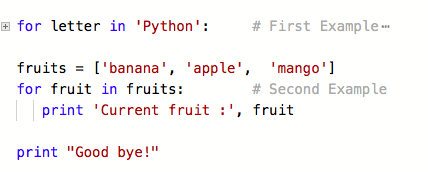 for letter in 'Python':     # First Example⋯
fruits = ['banana', 'apple',  'mango']
for fruit in fruits:        # Second Example
   print 'Current fruit :', fruit
print "Good bye!"